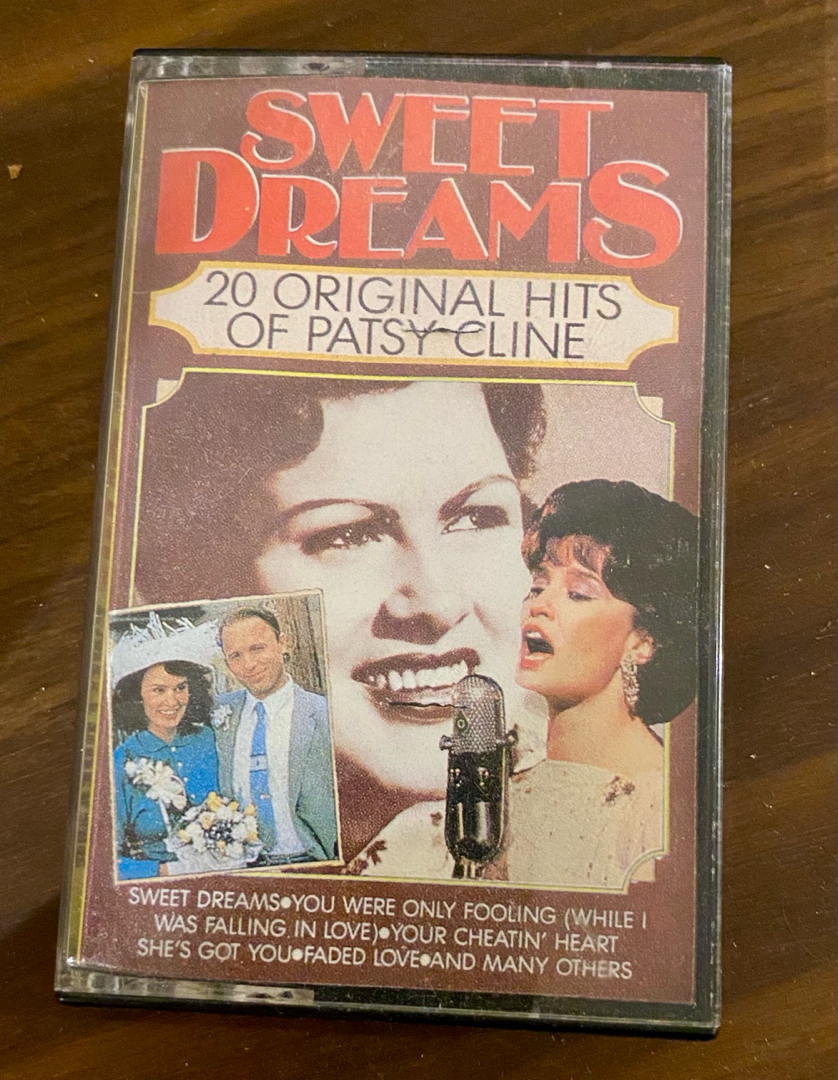 SWEET
DREAMS
20 ORIGINAL HITS
OF PATSY CLINE
SWEET DREAMS•YOU WERE ONLY FOOLING (WHILE I
WAS FALLING IN LOVE)•YOUR CHEATIN' HEART
SHE'S GOT YOU•FADED LOVE•AND MANY OTHERS